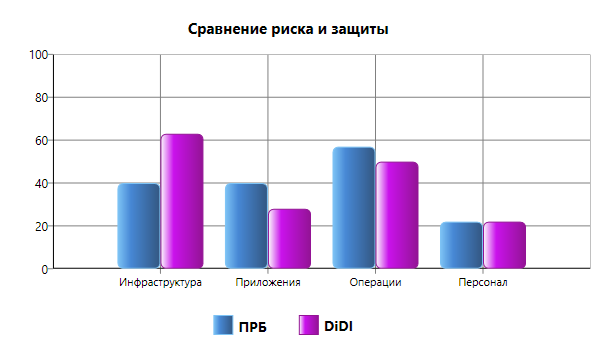 Сравнение риска и защиты
100
80
60
40
20
0
Инфраструктура Приложения Операции Персонал
ПРБ DiDI